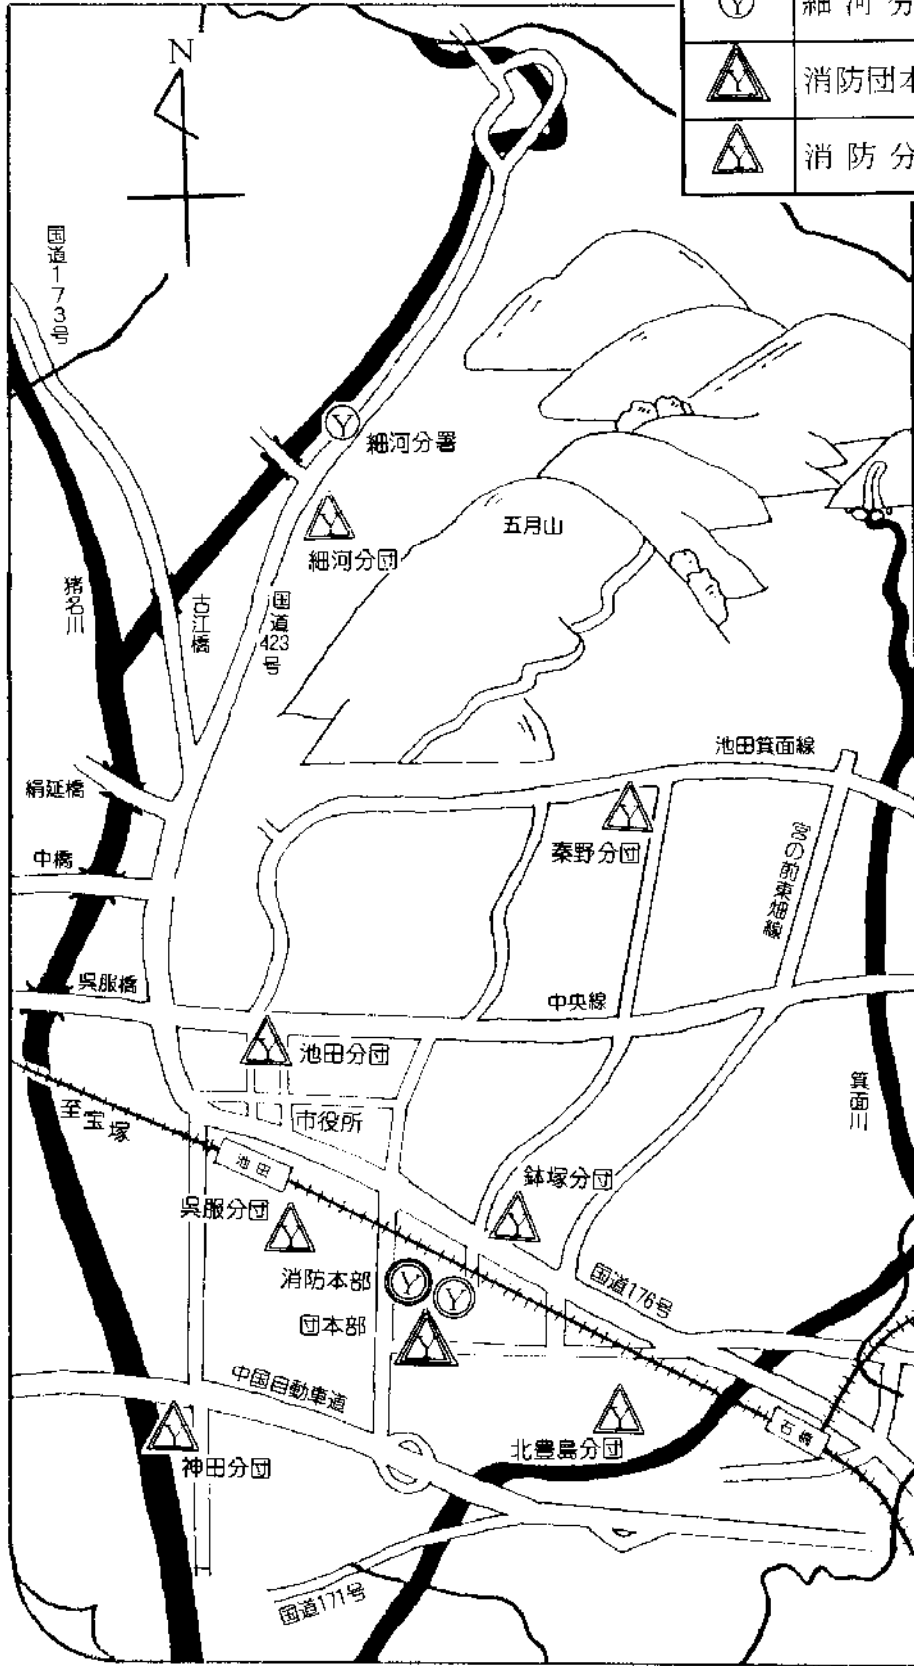 細河分
消防団本
消防分
N
国道173号
細河分署
細河分団
五月山
猪名川
古江橋
国道423号
池田箕面線
絹延橋
秦野分団
中橋
宮の前東畑線
呉服橋
中央線
池田分団
至宝塚
市役所
箕面川
池田
鉢塚分団
呉服分団
消防本部
国道176号
団本部
中国自動車道
石橋
北豊島分団
神田分団
国道171号